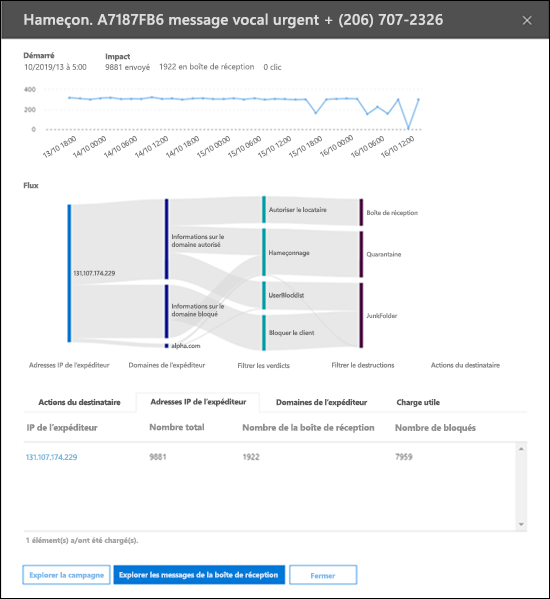 Hameçon. A7187FB6 message vocal urgent + (206) 707-2326
Démarré Impact
10/2019/13 à 5:00 9881 envoyé 1922 en boîte de réception 0 clic
400
200
0
13/10 18:00 14/10 00:00 14/10 06:00 14/10 12:00 14/10 18:00 15/10 00:00 15/10 06:00 15/10 12:00 15/10 18:00 16/10 00:00 16/10 06:00 16/10 12:00
Flux
Autoriser le locataire
Boîte de réception
Informations sur le
domaine autorisé
Hameçonnage
Quarantaine
131.107.174.229
UserBlocklist
Informations sur le
domaine bloqué
JunkFolder
Bloquer le client
alpha.com
Adresses IP de l'expéditeur Domaines de l'expéditeur Filtrer les verdicts Filtrer le destructions Actions du destinataire
Actions du destinataire Adresses IP de l'expéditeur Domaines de l'expéditeur Charge utile
IP de l'expéditeur Nombre total Nombre de la boîte de réception Nombre de bloqués
131.107.174.229 9881 1922 7959
1 élément(s) a/ont été chargé(s).
Explorer la campagne Explorer les messages de la boîte de réception Fermer